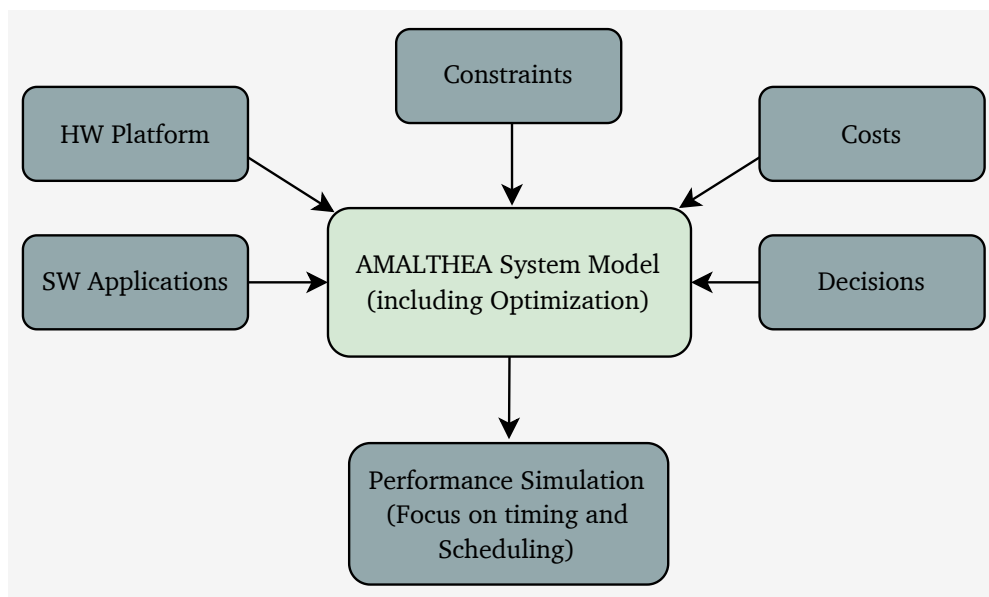 Constraints
HW Platform
Costs
SW Applications
AMALTHEA System Model
(including Optimization)
Decisions
Performance Simulation
(Focus on timing and
Scheduling)